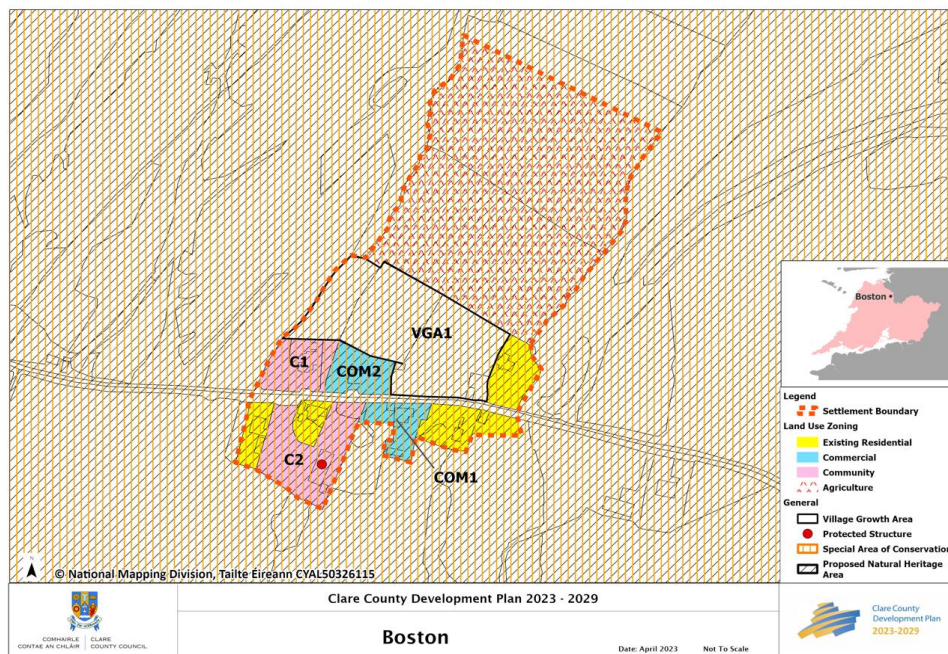 VGA1
C1
COM2
C2
COM1
Boston
Legend
Settlement Boundary
Land Use Zoning
Existing Residential
Commercial
Community
Agriculture
General
Village Growth Area
Protected Structure
Special Area of Conservation
Proposed Natural Heritage
Area
© National Mapping Division, Tailte Éireann CYAL50326115
COMHAIRLE
CONTAE AN CHLÁIR
CLARE
COUNTY COUNCIL
Clare County Development Plan 2023 - 2029
Boston
Date: April 2023 Not To Scale
Clare County
Development Plan
2023-2029